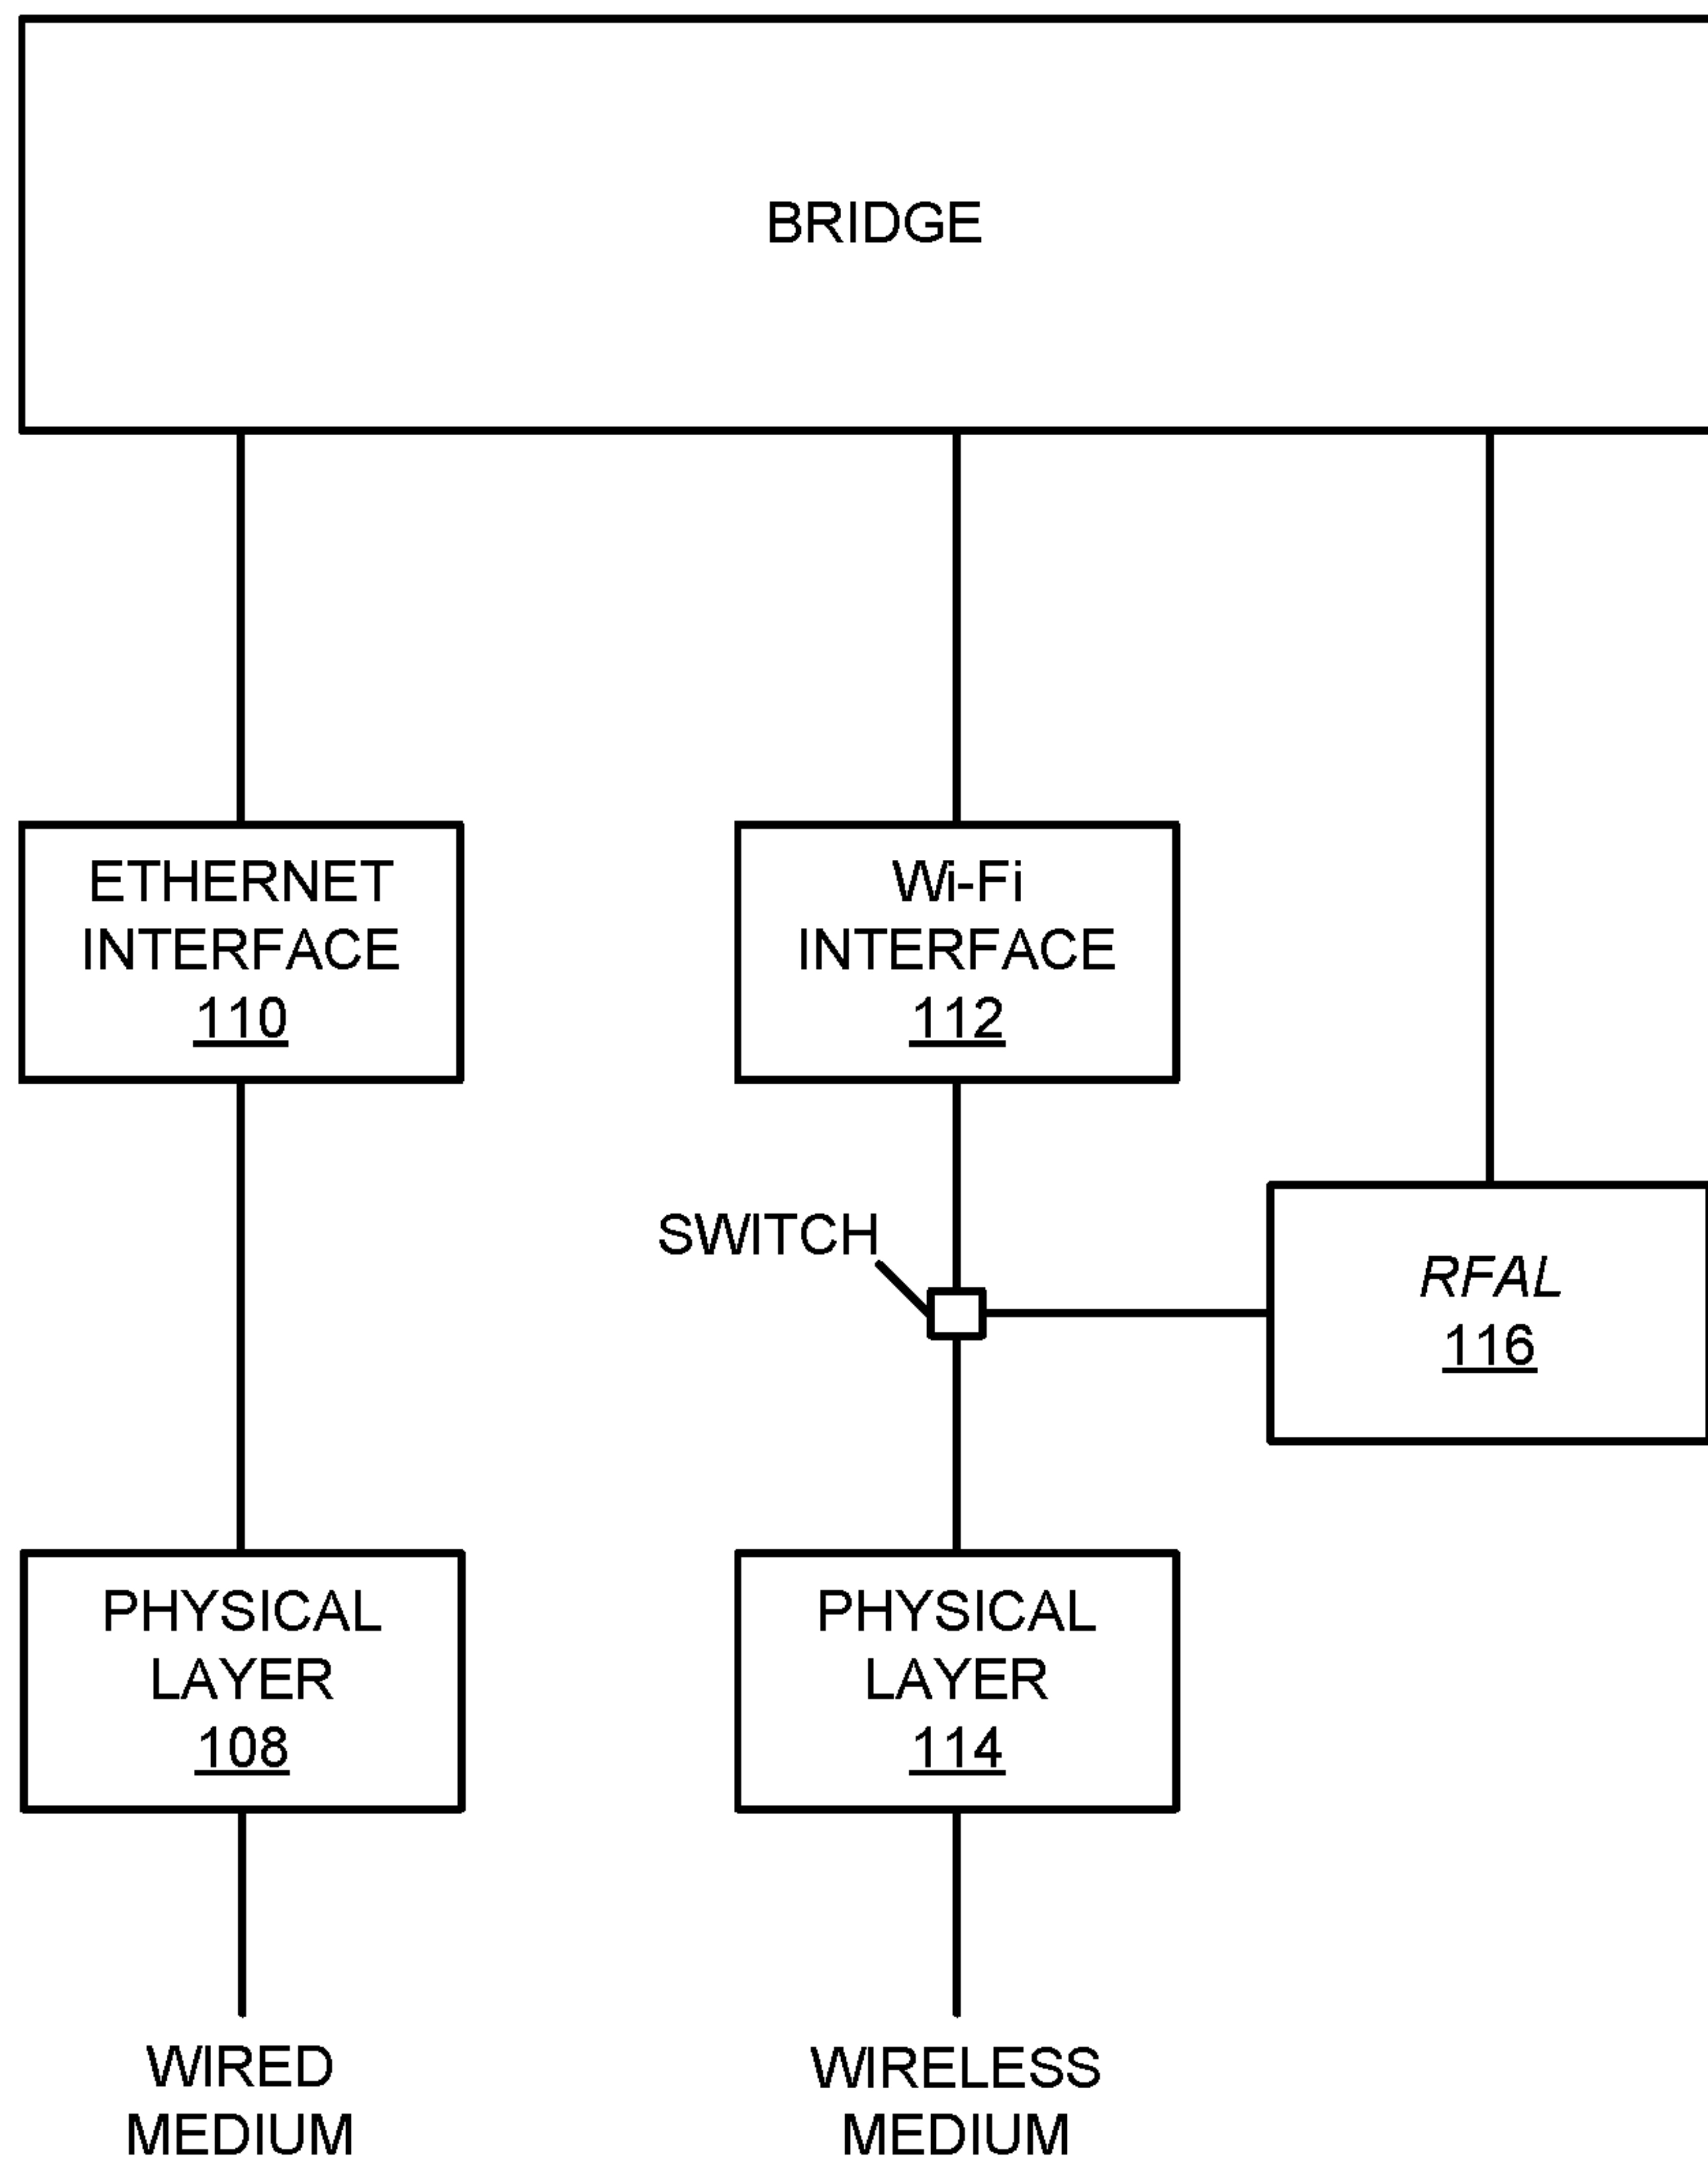 BRIDGE
ETHERNET
INTERFACE
110
Wi-Fi
INTERFACE
112
SWITCH
RFAL
116
PHYSICAL
LAYER
108
PHYSICAL
LAYER
114
WIRED
MEDIUM
WIRELESS
MEDIUM